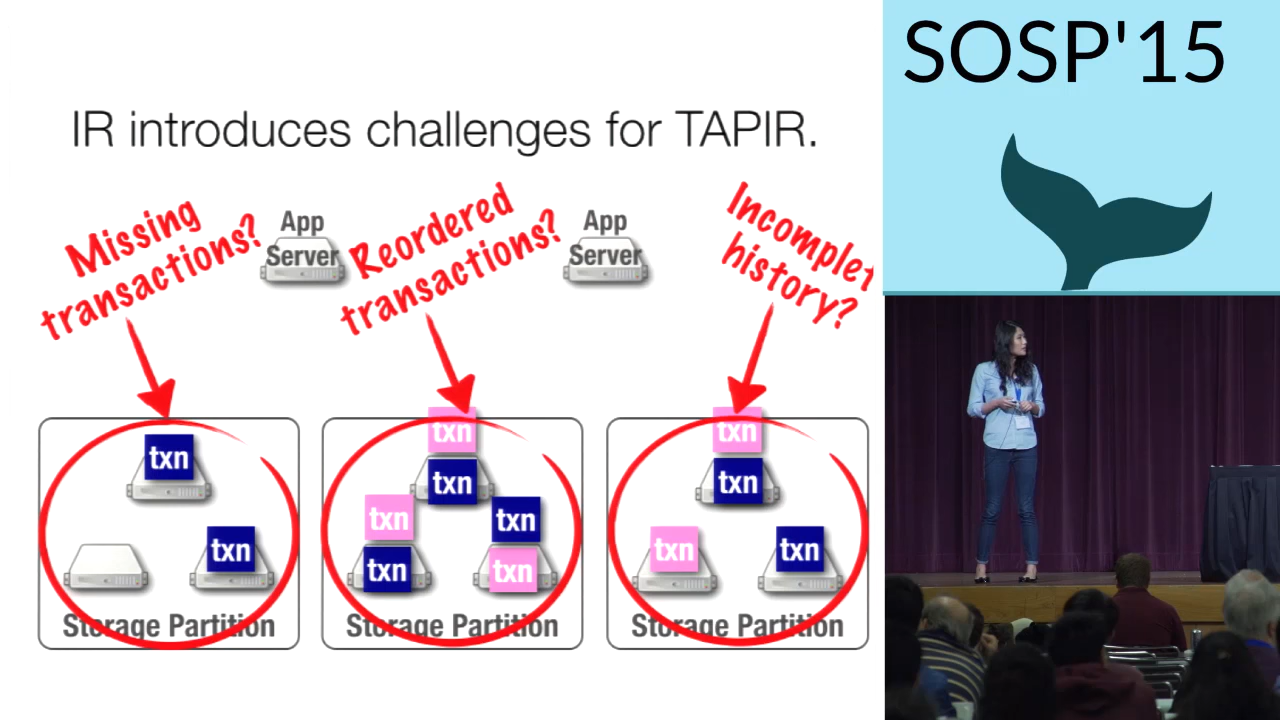 SOSP'15
IR introduces challenges for TAPIR.
Missing
transactions?
App
Server
Reordered
transactions?
App
Server
Incomplet
history?
txn
txn
Storage Partition
txn
txn
txn
txn
txn
txn
Storage Partition
txn
txn
txn
txn
Storage Partition